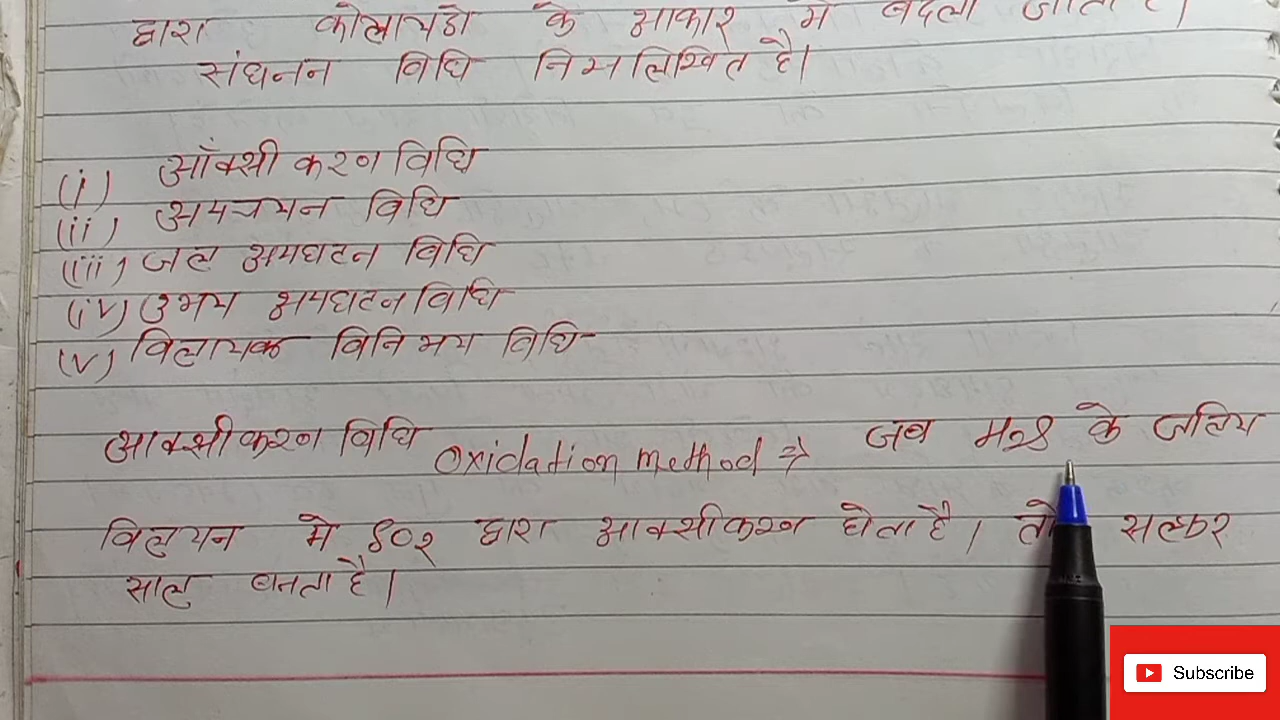 द्वारा कोलायडो के आकार में बदला जाता है।
संघनन विधि निम्नलिखित है।
(i) ऑक्सीकरण विधि
(ii) अपचयन विधि
(iii) जल अपघटन विधि
(iv) उभय अपघटन विधि
(v) विलायक विनिमय विधि
आक्सीकरण विधि Oxidation method ⇒ जब H2S के जलिय
विलयन मे SO2 द्वारा आक्सीकरण होता है। तो सल्फर
साल बनता है।
Subscribe